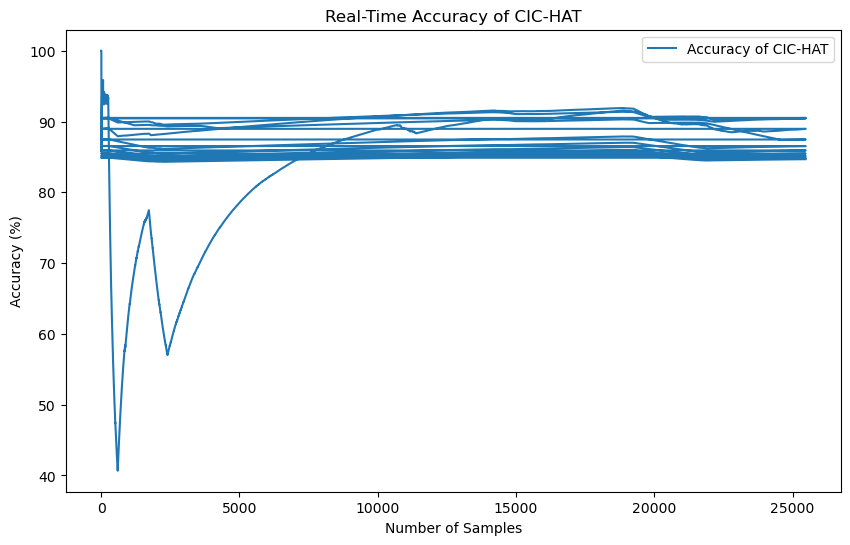 Real-Time Accuracy of CIC-HAT
Accuracy of CIC-HAT
100
90
80
70
60
50
40
Accuracy (%)
0 5000 10000 15000 20000 25000
Number of Samples